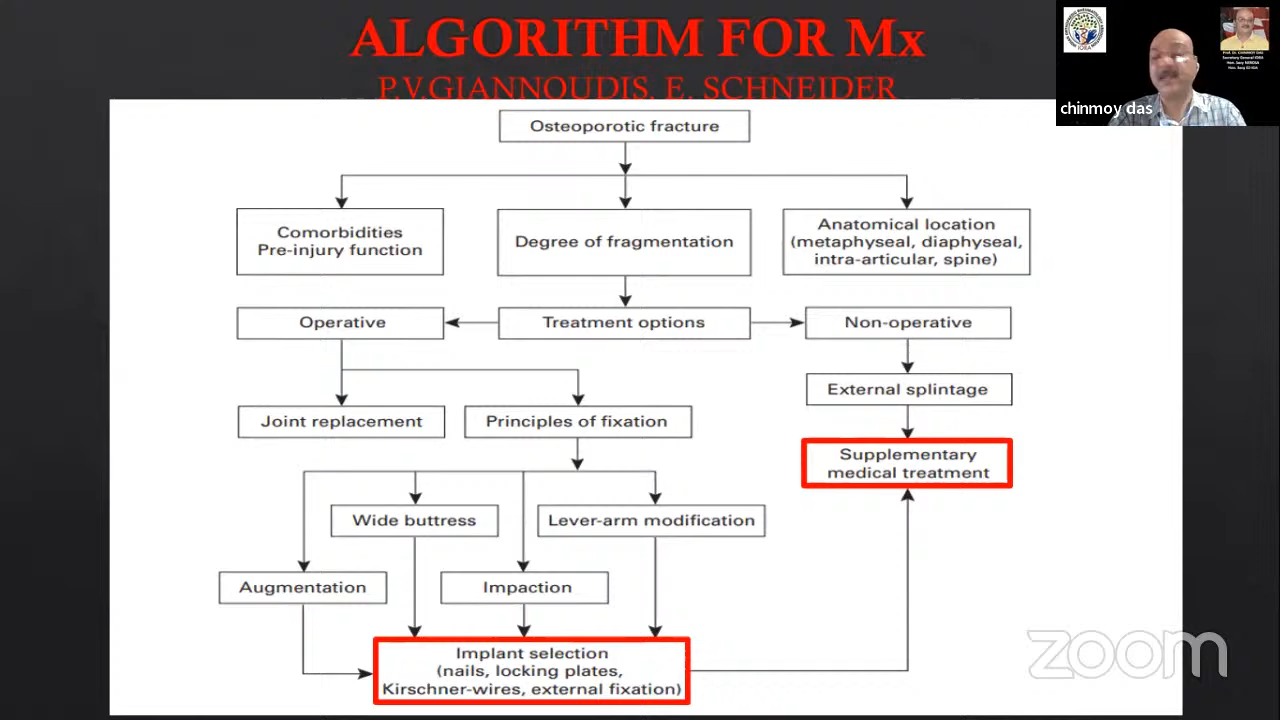 ALGORITHM FOR Mx
P.V.GIANNOUDIS, E. SCHNEIDER
chinmoy das
Osteoporotic fracture
Comorbidities
Pre-injury function
Degree of fragmentation
Anatomical location
(metaphyseal, diaphyseal,
intra-articular, spine)
Operative
Treatment options
Non-operative
External splintage
Joint replacement
Principles of fixation
Supplementary
medical treatment
Wide buttress
Lever-arm modification
Augmentation
Impaction
Implant selection
(nails, locking plates,
Kirschner-wires, external fixation)
zoom